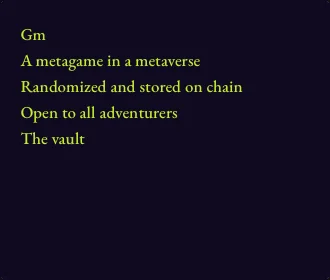 Gm
A metagame in a metaverse
Randomized and stored on chain
Open to all adventurers
The vault